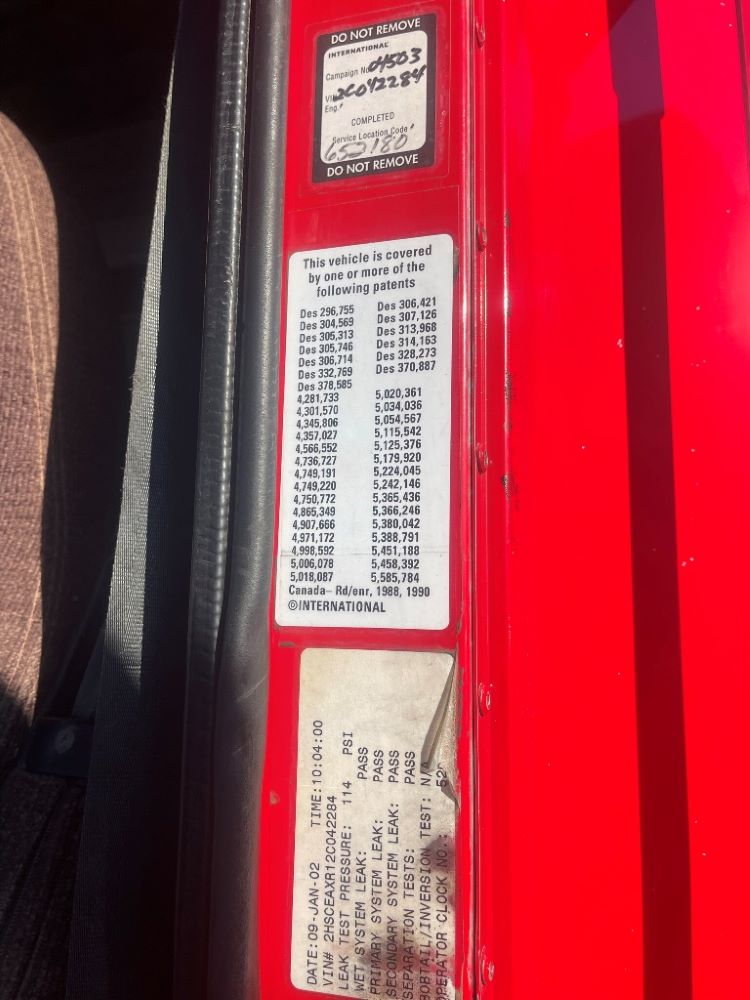 DO NOT REMOVE
INTERNATIONAL
Campaign No. 04503
VIN 2C042284
Eng.#
COMPLETED
Service Location Code#
652180
DO NOT REMOVE
This vehicle is covered
by one or more of the
following patents
Des 296,755 Des 306,421
Des 304,569 Des 307,126
Des 305,313 Des 313,968
Des 305,746 Des 314,163
Des 306,714 Des 328,273
Des 332,769 Des 370,887
Des 378,585
4,281,733 5,020,361
4,301,570 5,034,036
4,345,806 5,054,567
4,357,027 5,115,542
4,566,552 5,125,376
4,736,727 5,179,920
4,749,191 5,224,045
4,749,220 5,242,146
4,750,772 5,365,436
4,865,349 5,366,246
4,907,666 5,380,042
4,971,172 5,388,791
4,998,592 5,451,188
5,006,078 5,458,392
5,018,087 5,585,784
Canada– Rd/enr, 1988, 1990
©INTERNATIONAL
DATE:09-JAN-02 TIME:10:04:00
VIN# 2HSCEAXR12C042284
LEAK TEST PRESSURE: 114 PSI
WET SYSTEM LEAK: PASS
PRIMARY SYSTEM LEAK: PASS
SECONDARY SYSTEM LEAK: PASS
SEPARATION TESTS: PASS
BOBTAIL/INVERSION TEST: N/A
OPERATOR CLOCK NO.: